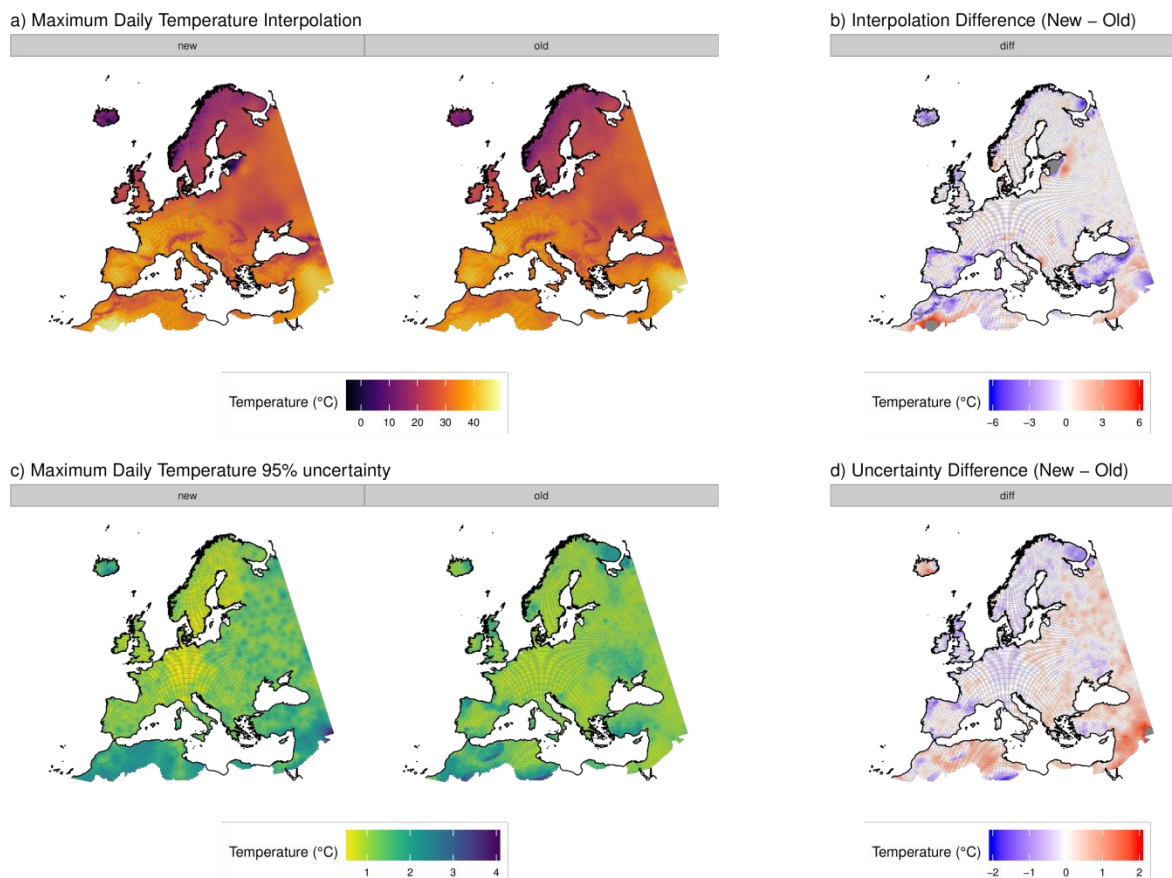 a) Maximum Daily Temperature Interpolation
b) Interpolation Difference (New − Old)
new
old
diff
Temperature (°C)
0 10 20 30 40
Temperature (°C)
−6 −3 0 3 6
c) Maximum Daily Temperature 95% uncertainty
d) Uncertainty Difference (New − Old)
new
old
diff
Temperature (°C)
1 2 3 4
Temperature (°C)
−2 −1 0 1 2